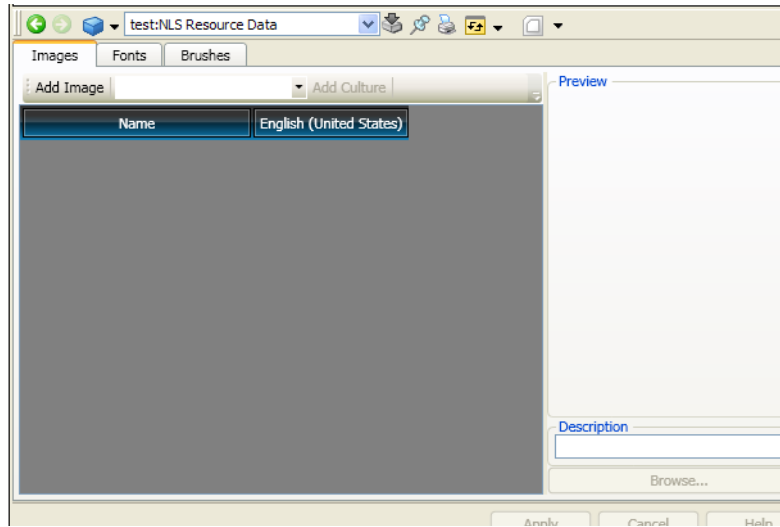 test:NLS Resource Data
Images Fonts Brushes
Add Image Add Culture
Preview
Name English (United States)
Description
Browse...
Apply Cancel Help